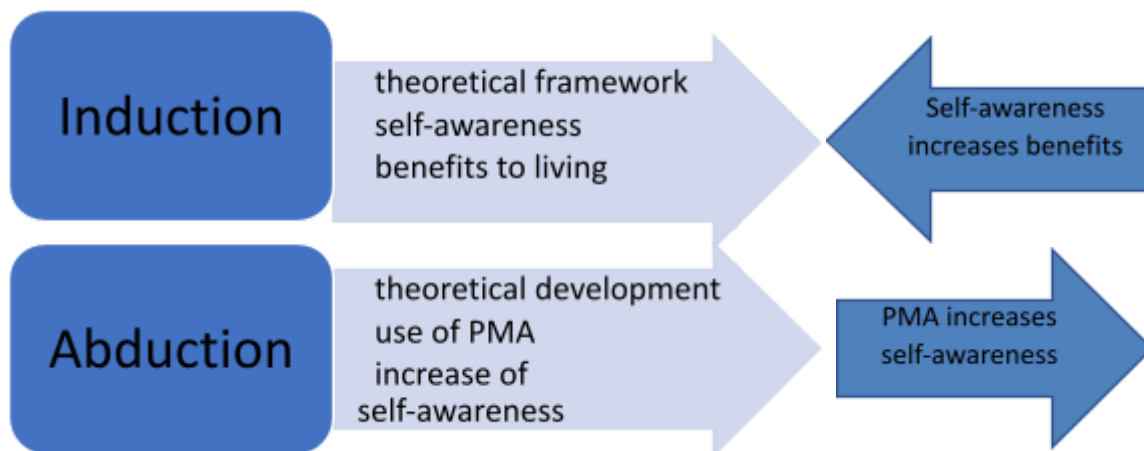 Induction
theoretical framework
self-awareness
benefits to living
Self-awareness
increases benefits
Abduction
theoretical development
use of PMA
increase of
self-awareness
PMA increases
self-awareness